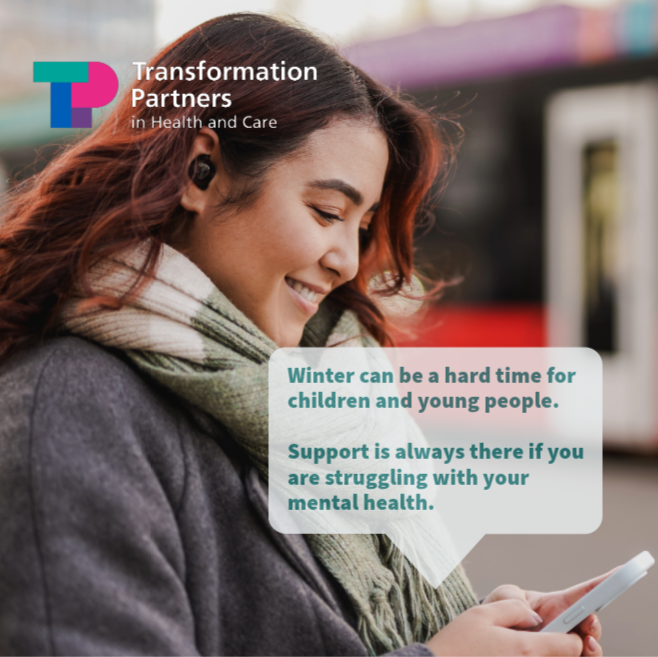 Transformation
Partners
in Health and Care
Winter can be a hard time for
children and young people.
Support is always there if you
are struggling with your
mental health.